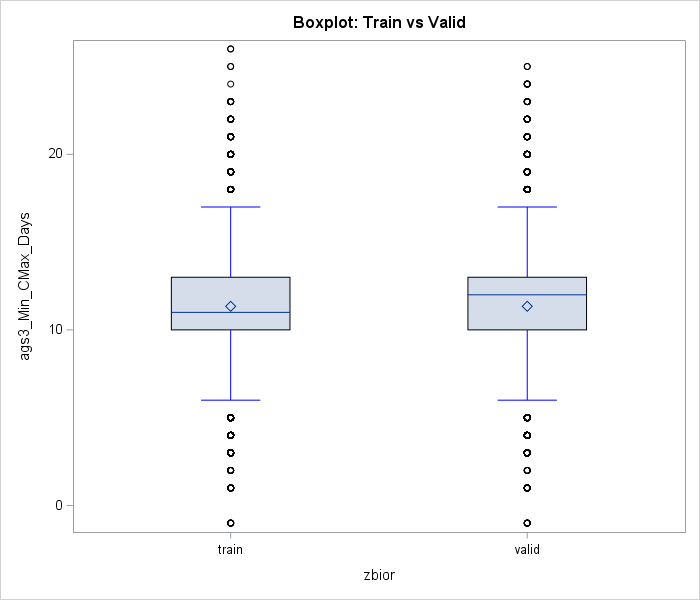 Boxplot: Train vs Valid
ags3_Min_CMax_Days
20
10
0
train
valid
zbior